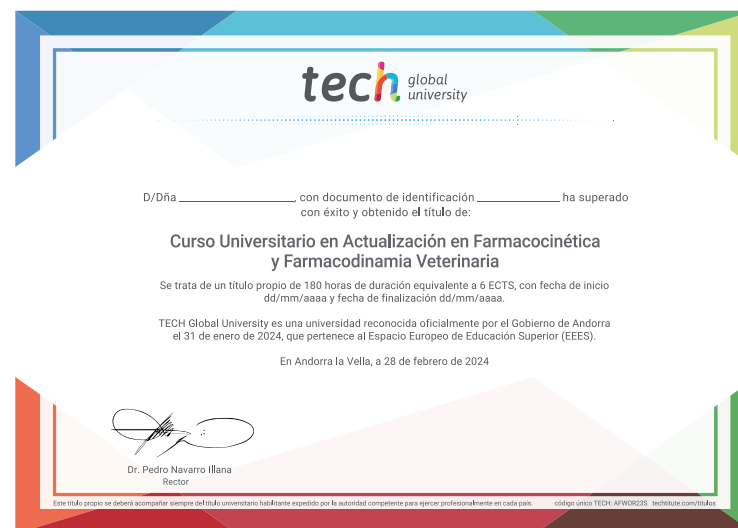 tech global university
D/Dña ____________________, con documento de identificación ______________ ha superado
con éxito y obtenido el título de:
Curso Universitario en Actualización en Farmacocinética
y Farmacodinamia Veterinaria
Se trata de un título propio de 180 horas de duración equivalente a 6 ECTS, con fecha de inicio
dd/mm/aaaa y fecha de finalización dd/mm/aaaa.
TECH Global University es una universidad reconocida oficialmente por el Gobierno de Andorra
el 31 de enero de 2024, que pertenece al Espacio Europeo de Educación Superior (EEES).
En Andorra la Vella, a 28 de febrero de 2024
Dr. Pedro Navarro Illana
Rector
Este título propio se deberá acompañar siempre del título universitario habilitante expedido por la autoridad competente para ejercer profesionalmente en cada país. código único TECH: AFWOR23S techtitute.com/titulos